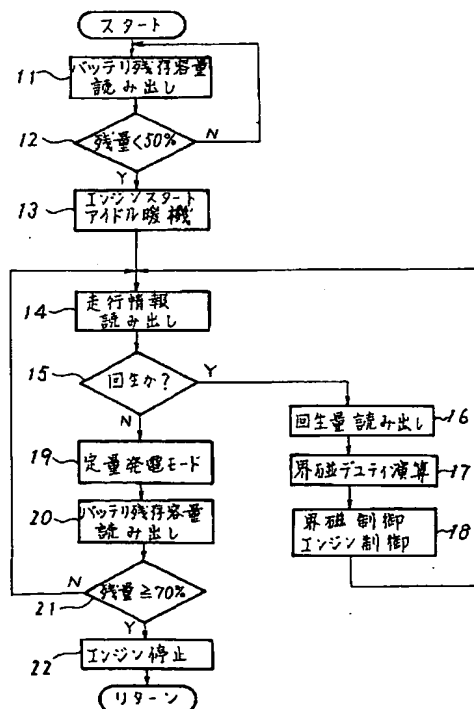 スタート
11
バッテリ残存容量
読み出し
12
残量<50%
N
Y
13
エンジンスタート
アイドル暖機
14
走行情報
読み出し
15
回生か?
Y
N
16
回生量読み出し
17
界磁デューティ演算
18
界磁制御
エンジン制御
19
定量発電モード
20
バッテリ残存容量
読み出し
21
残量≧70%
N
Y
22
エンジン停止
リターン